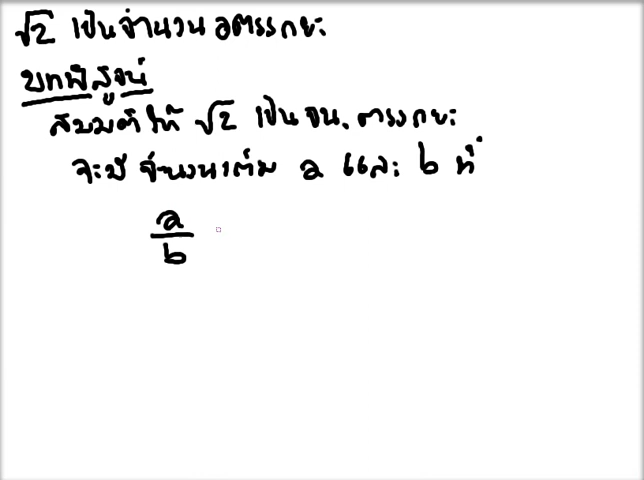 √2 เป็นจำนวนอตรรกยะ
บทพิสูจน์
สมมติให้ √2 เป็นจน. ตรรกยะ
จะมี จำนวนเต็ม a และ b ที่
a
b